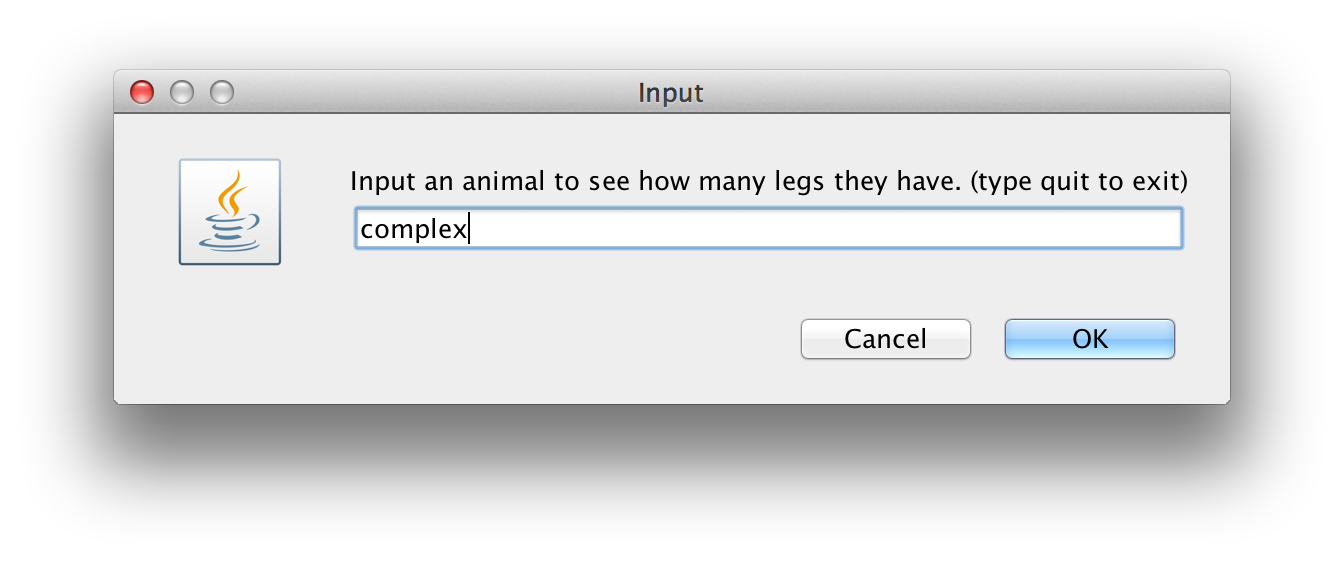 Input
Input an animal to see how many legs they have. (type quit to exit)
complex
Cancel
OK